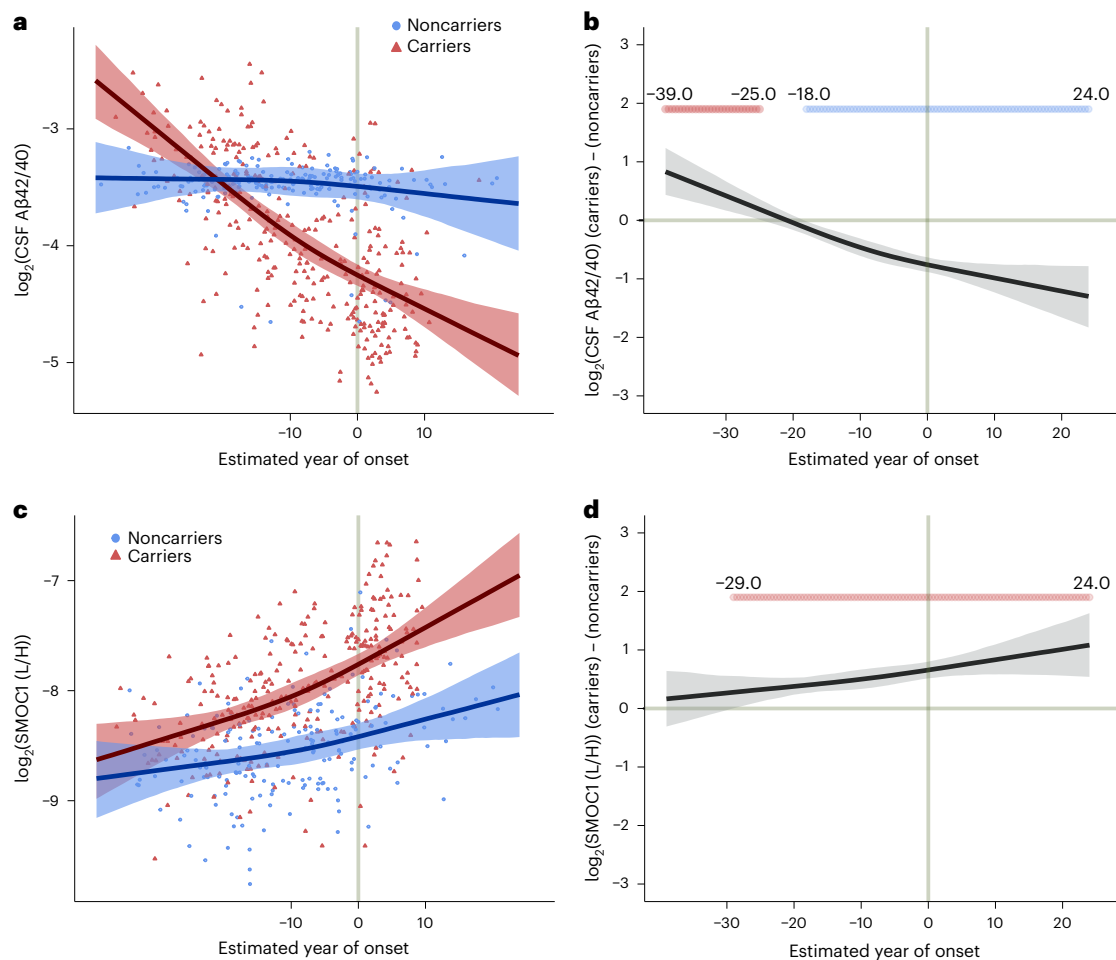 a
Noncarriers
Carriers
log2(CSF Aβ42/40)
−3
−4
−5
−10 0 10
Estimated year of onset
b
log2(CSF Aβ42/40) (carriers) − (noncarriers)
3
2
1
0
−1
−2
−3
−39.0 −25.0 −18.0 24.0
−30 −20 −10 0 10 20
Estimated year of onset
c
Noncarriers
Carriers
log2(SMOC1 (L/H))
−7
−8
−9
−10 0 10
Estimated year of onset
d
log2(SMOC1 (L/H)) (carriers) − (noncarriers)
3
2
1
0
−1
−2
−3
−29.0 24.0
−30 −20 −10 0 10 20
Estimated year of onset